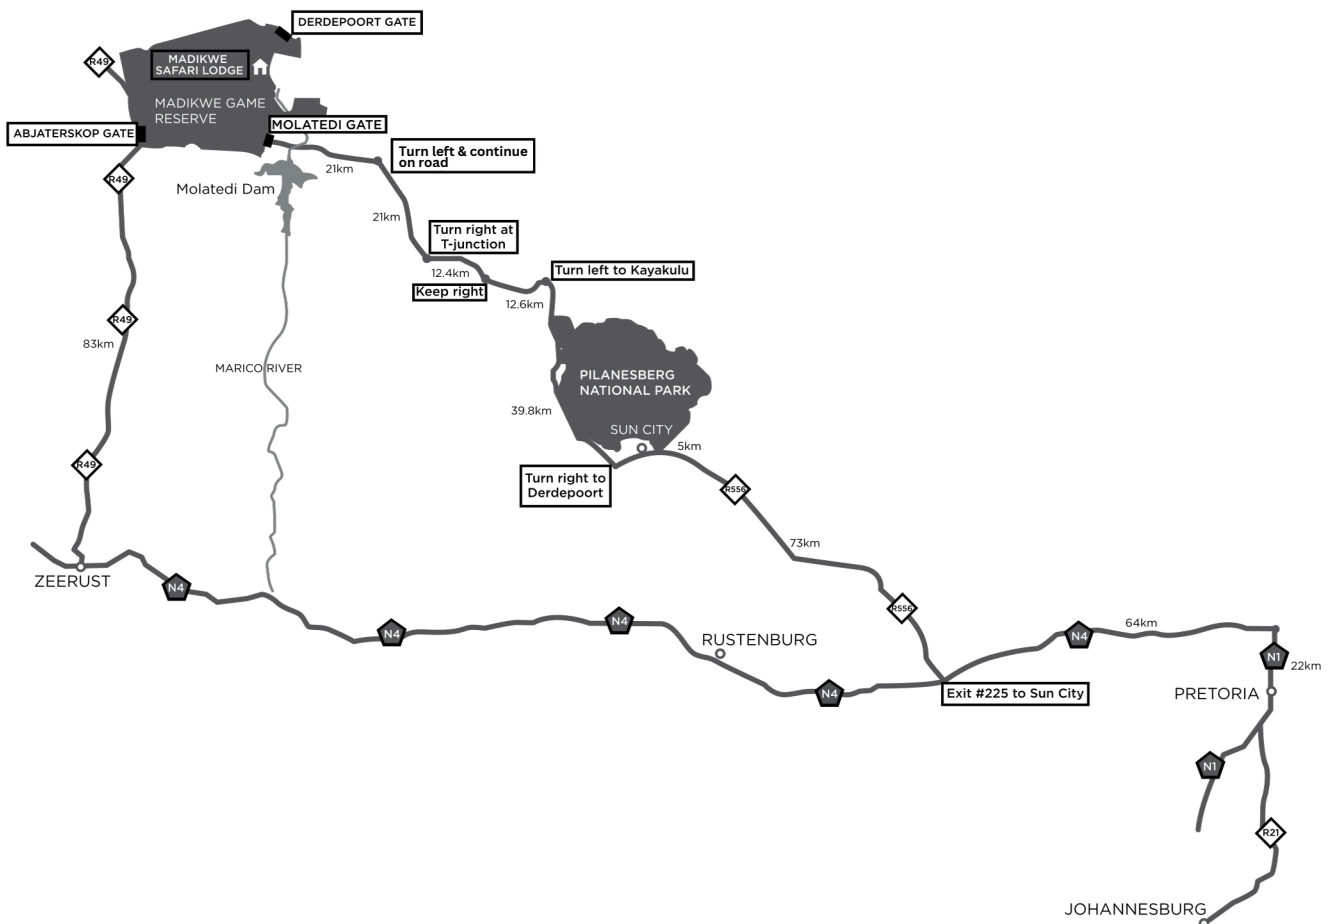 DERDEPOORT GATE
R49
MADIKWE
SAFARI LODGE
MADIKWE GAME
RESERVE
ABJATERSKOP GATE
MOLATEDI GATE
Turn left & continue
on road
21km
R49
Molatedi Dam
21km
Turn right at
T-junction
12.4km
Turn left to Kayakulu
Keep right
12.6km
R49
83km
MARICO RIVER
PILANESBERG
NATIONAL PARK
39.8km
SUN CITY
5km
R49
Turn right to
Derdepoort
R556
73km
ZEERUST
N4
R556
N4
N4
RUSTENBURG
N4
64km
N1
22km
N4
Exit #225 to Sun City
PRETORIA
N1
R21
JOHANNESBURG